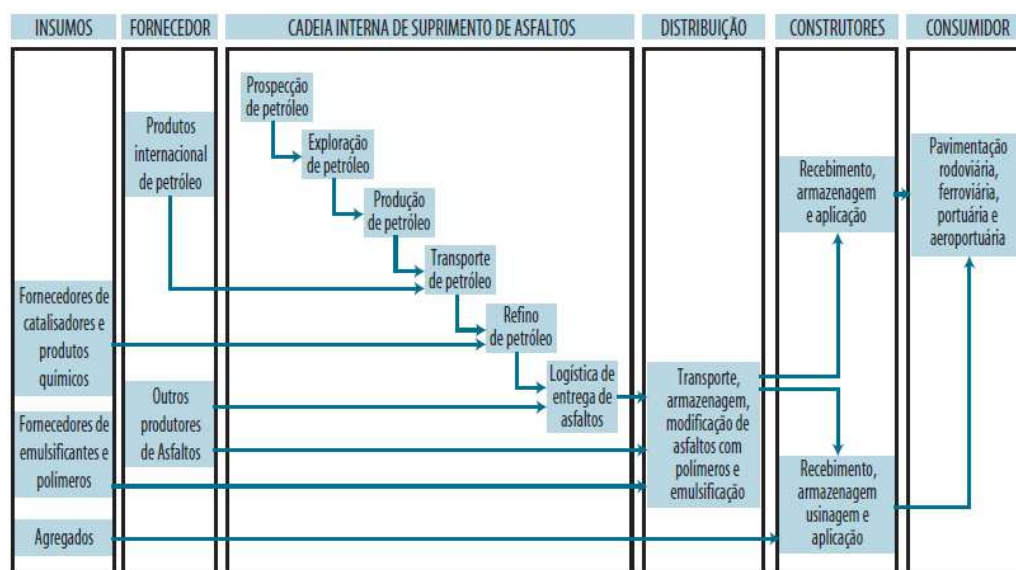 INSUMOS
FORNECEDOR
CADEIA INTERNA DE SUPRIMENTO DE ASFALTOS
DISTRIBUIÇÃO
CONSTRUTORES
CONSUMIDOR
Fornecedores de
catalisadores e
produtos
químicos
Fornecedores de
emulsificantes e
polímeros
Agregados
Produtos
internacional
de petróleo
Outros
produtores
de Asfaltos
Prospecção
de petróleo
Exploração
de petróleo
Produção
de petróleo
Transporte
de petróleo
Refino
de petróleo
Logística de
entrega de
asfaltos
Transporte,
armazenagem,
modificação de
asfaltos com
polímeros e
emulsificação
Recebimento,
armazenagem
e aplicação
Recebimento,
armazenagem
usinagem e
aplicação
Pavimentação
rodoviária,
ferroviária,
portuária e
aeroportuária